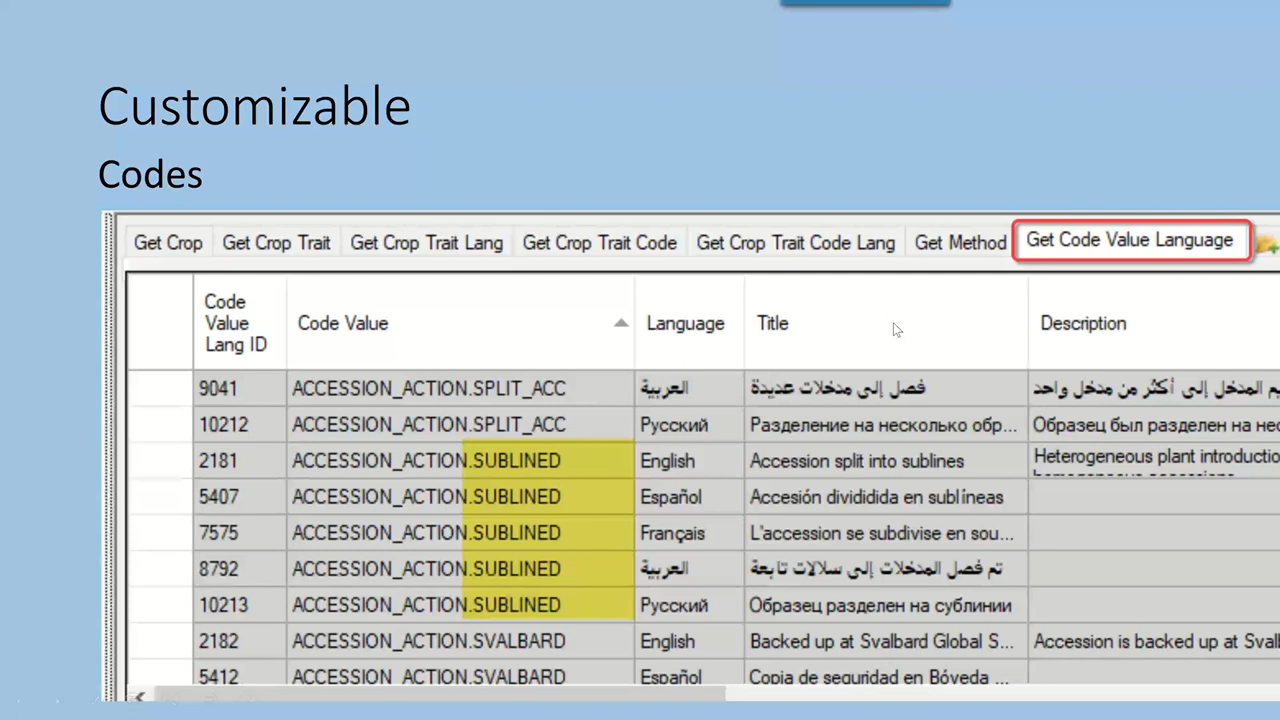 Customizable
Codes
Get Crop Get Crop Trait Get Crop Trait Lang Get Crop Trait Code Get Crop Trait Code Lang Get Method Get Code Value Language
Code Value Lang ID Code Value Language Title Description
9041 ACCESSION_ACTION.SPLIT_ACC العربية فصل إلى مدخلات عديدة المدخل إلى أكثر من مدخل واحد
10212 ACCESSION_ACTION.SPLIT_ACC Русский Разделение на несколько обр... Образец был разделен на
2181 ACCESSION_ACTION.SUBLINED English Accession split into sublines Heterogeneous plant
5407 ACCESSION_ACTION.SUBLINED Español Accesión divididida en sublíneas
7575 ACCESSION_ACTION.SUBLINED Français L'accession se subdivise en sou...
8792 ACCESSION_ACTION.SUBLINED العربية تم فصل المدخلات إلى سلالات تابعة
10213 ACCESSION_ACTION.SUBLINED Русский Образец разделен на сублинии
2182 ACCESSION_ACTION.SVALBARD English Backed up at Svalbard Global S... Accession is backed up at
5412 ACCESSION_ACTION.SVALBARD Español Copia de seguridad en Bóveda ...